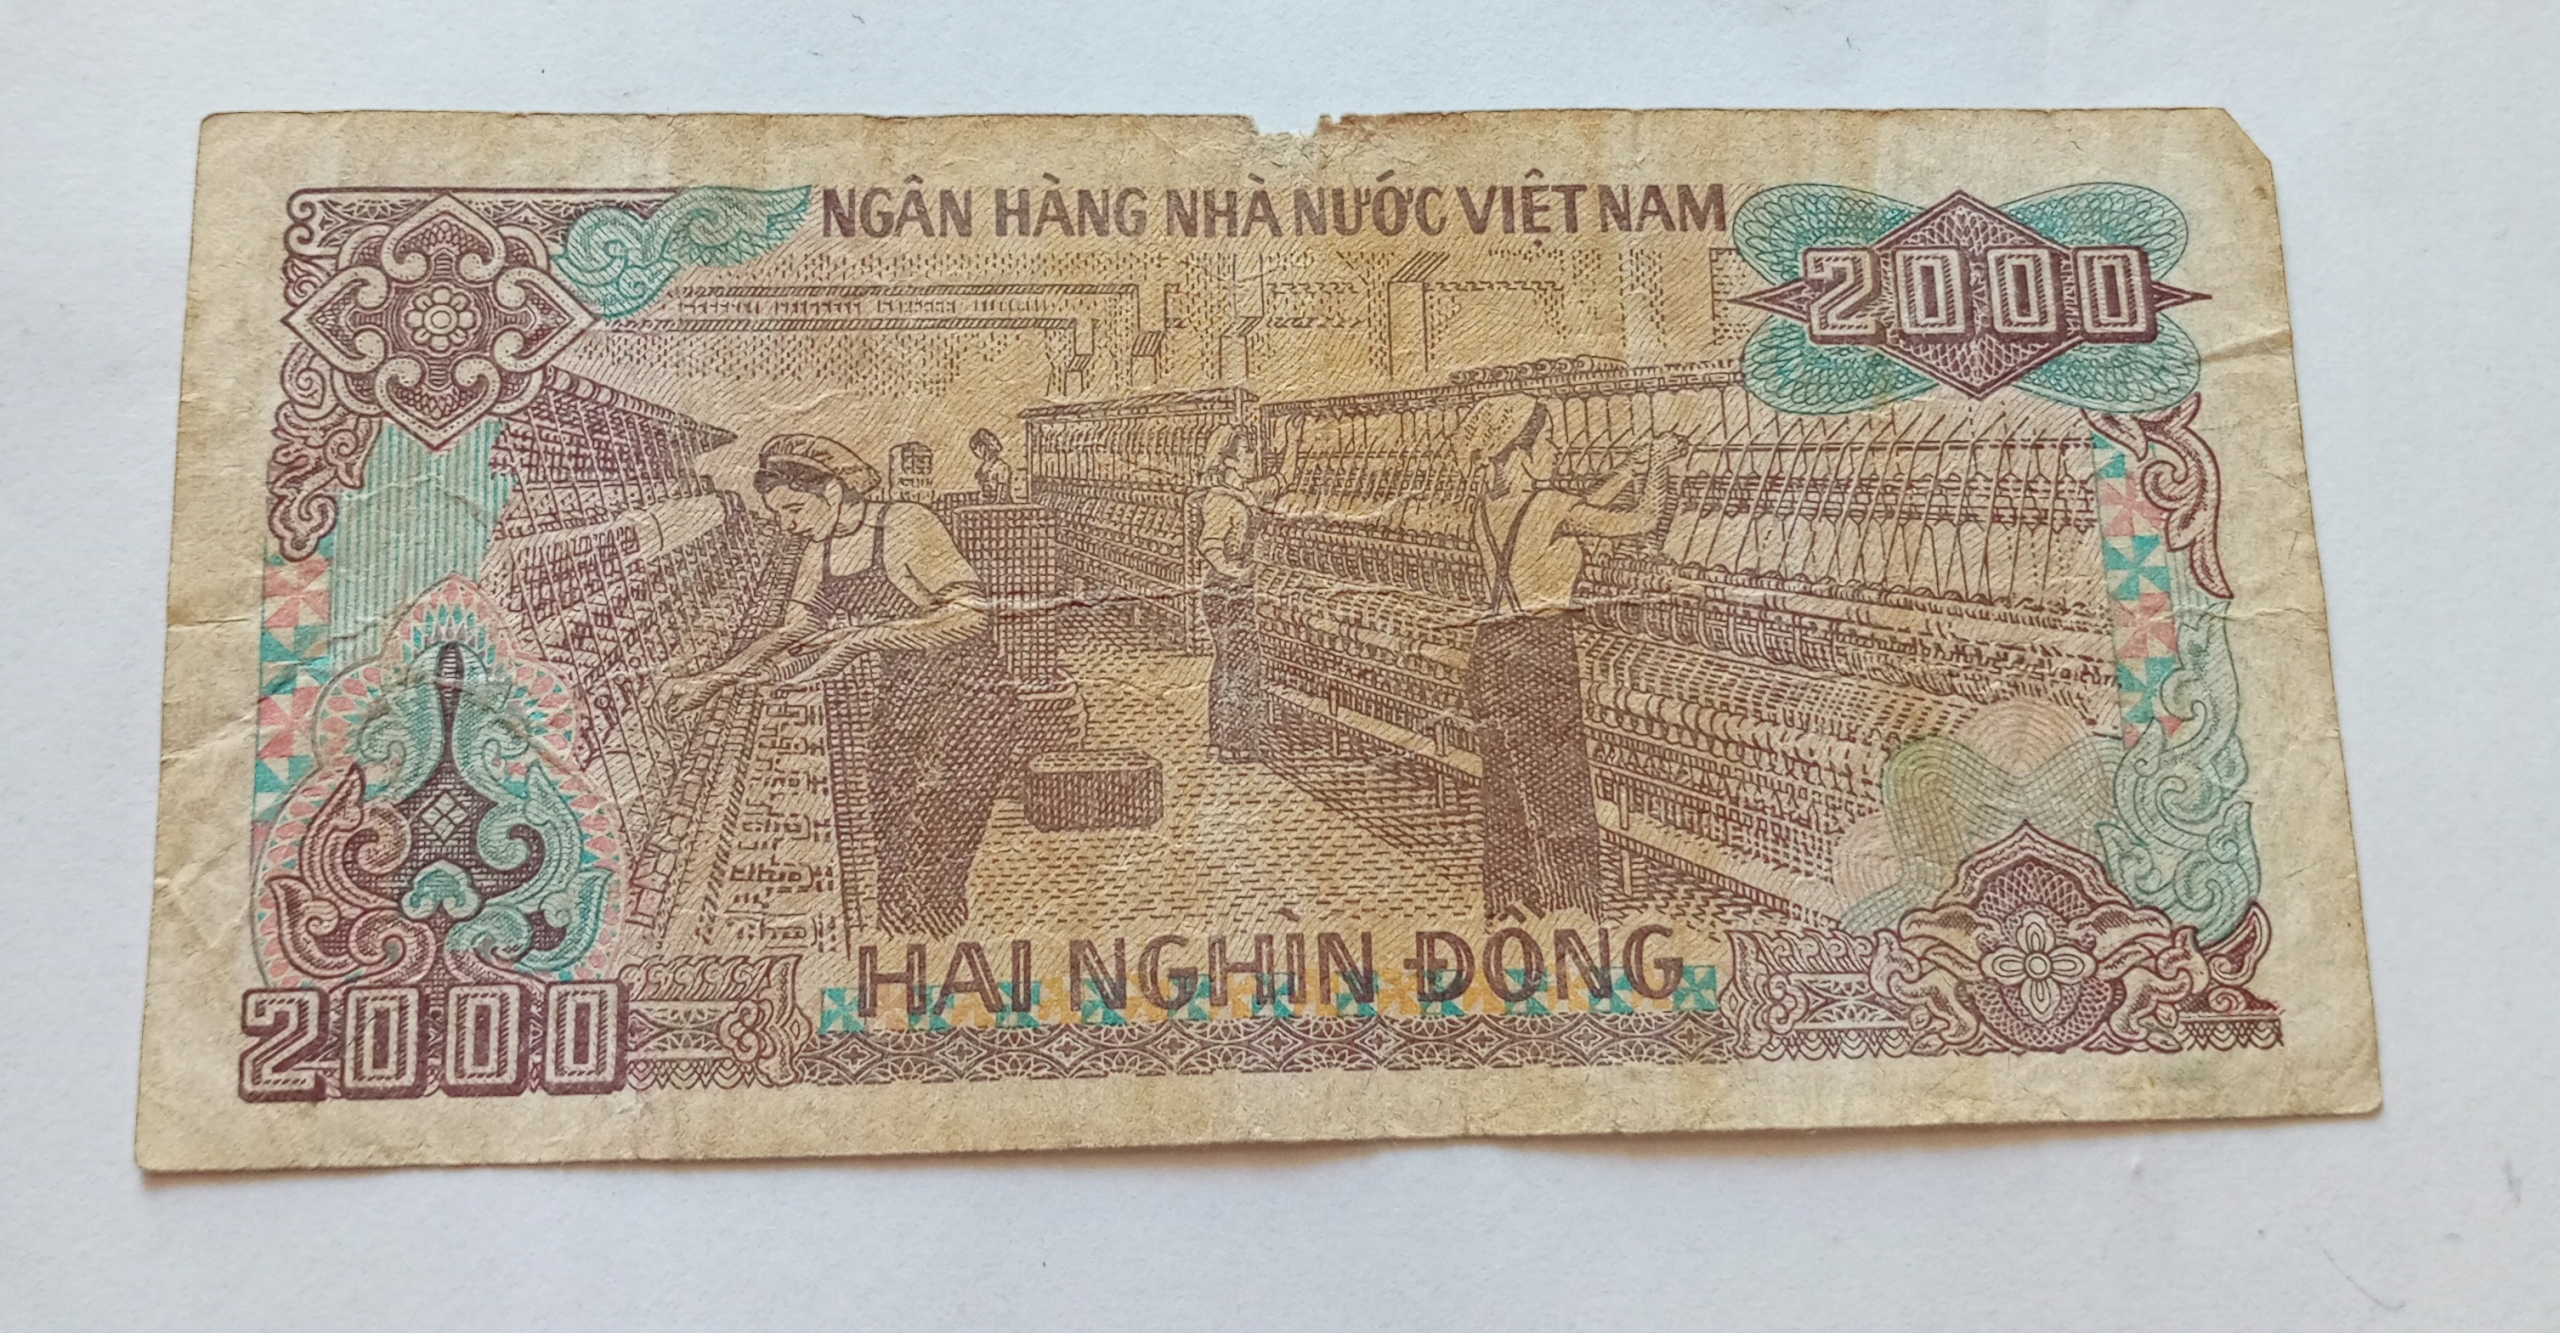 NGÂN HÀNG NHÀ NƯỚC VIỆT NAM
2000
HAI NGHÌN ĐỒNG
2000